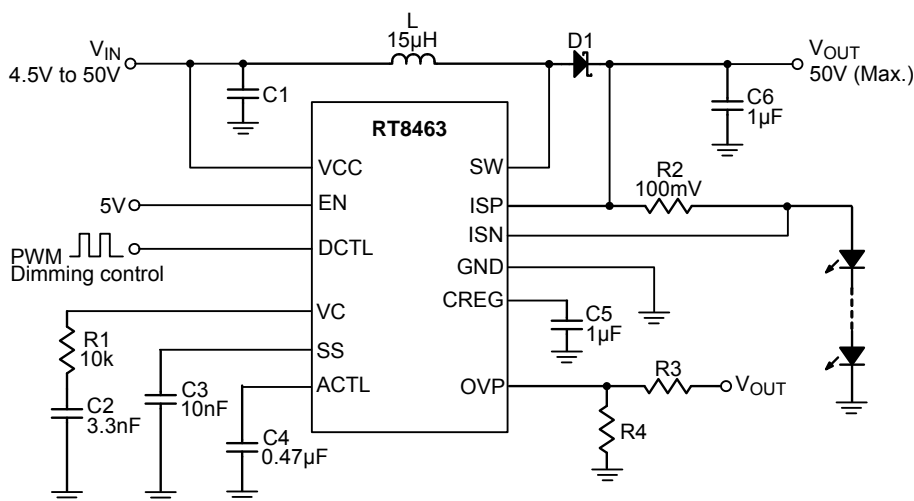 L
15µH
D1
V_IN
4.5V to 50V
V_OUT
50V (Max.)
C1
C6
1µF
RT8463
VCC
SW
R2
100mV
5V
EN
ISP
ISN
PWM
Dimming control
DCTL
GND
VC
CREG
C5
1µF
R1
10k
SS
C3
10nF
ACTL
OVP
R3
V_OUT
C2
3.3nF
C4
0.47µF
R4